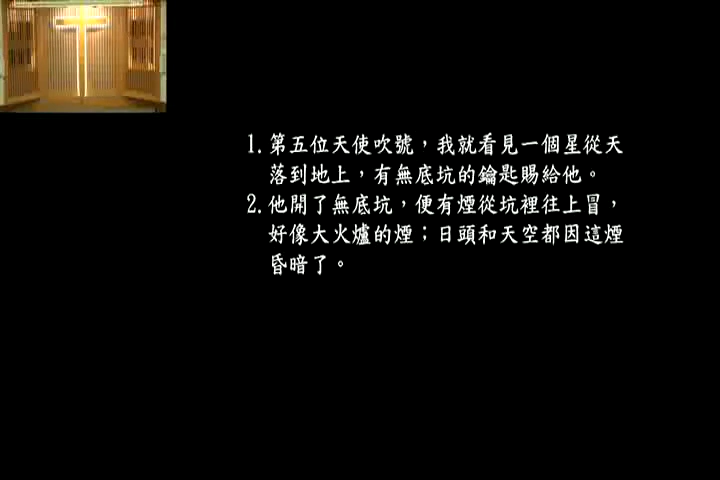 1.第五位天使吹號，我就看見一個星從天
落到地上，有無底坑的鑰匙賜給他。
2.他開了無底坑，便有煙從坑裡往上冒，
好像大火爐的煙；日頭和天空都因這煙
昏暗了。